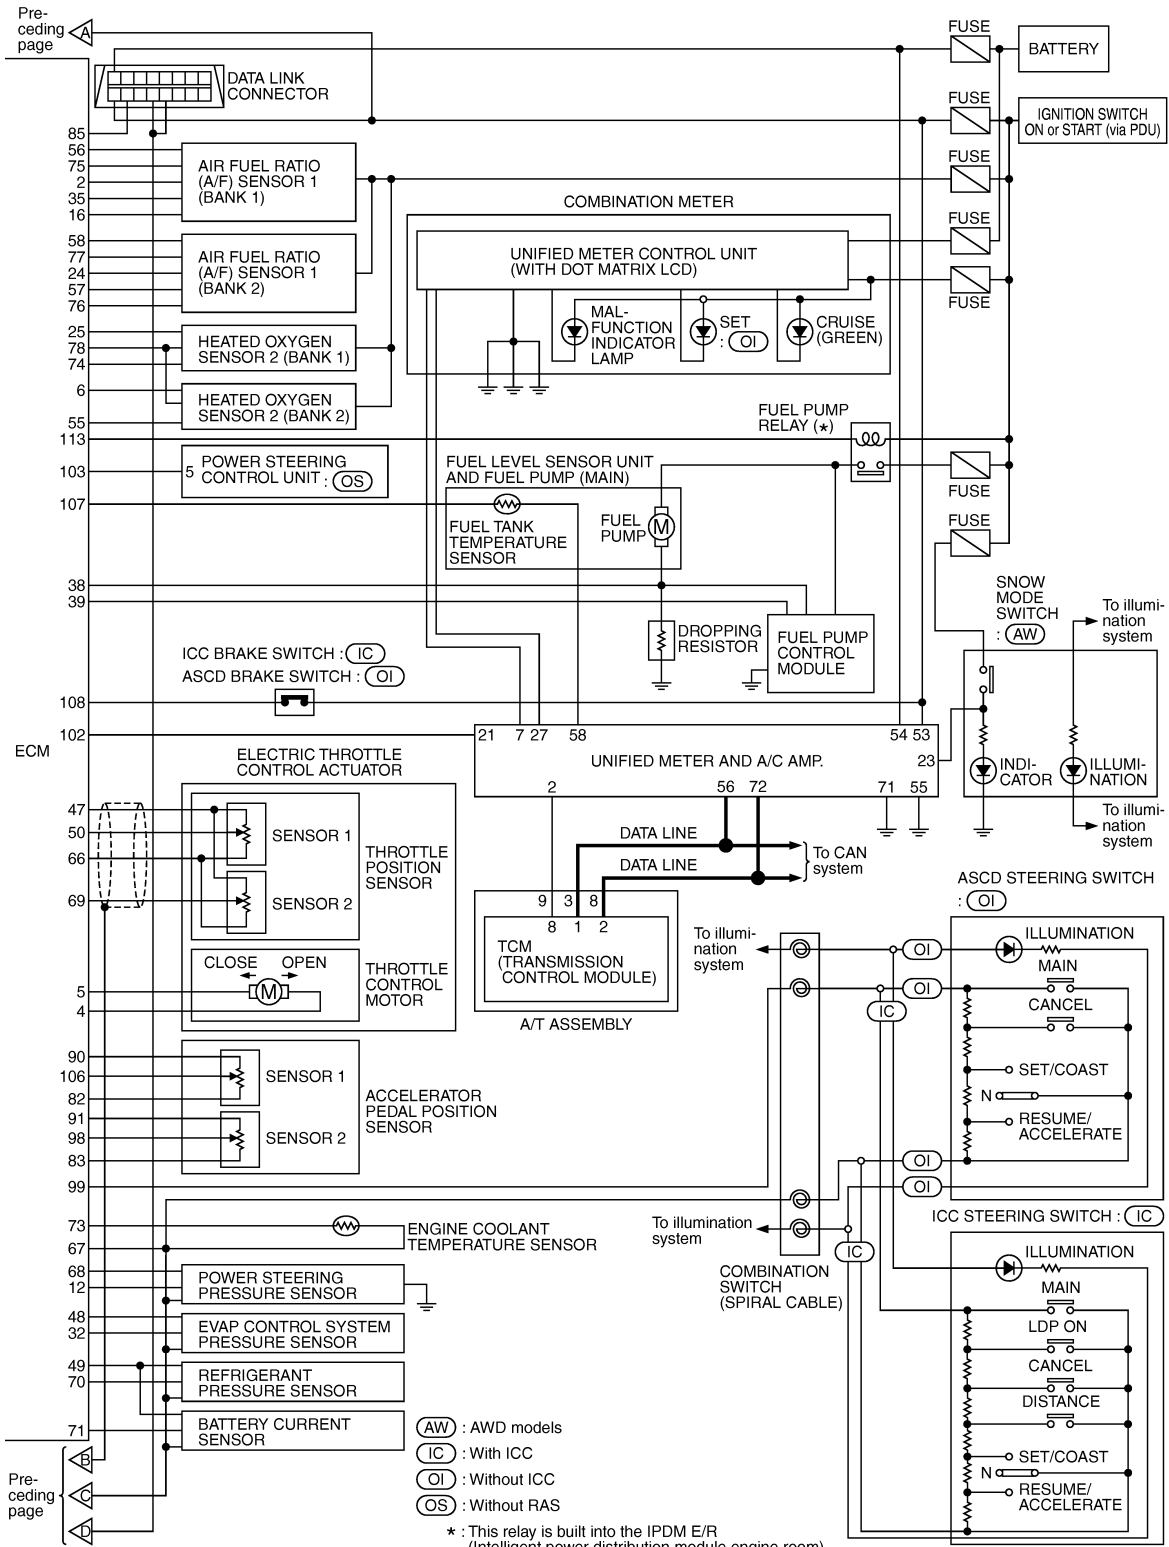 Pre-
ceding
page
A
FUSE
BATTERY
DATA LINK
CONNECTOR
FUSE
IGNITION SWITCH
ON or START (via PDU)
85
56
75
2
35
16
AIR FUEL RATIO
(A/F) SENSOR 1
(BANK 1)
FUSE
COMBINATION METER
FUSE
58
77
24
57
76
AIR FUEL RATIO
(A/F) SENSOR 1
(BANK 2)
UNIFIED METER CONTROL UNIT
(WITH DOT MATRIX LCD)
FUSE
MAL-
FUNCTION
INDICATOR
LAMP
SET
: OI
CRUISE
(GREEN)
25
78
74
HEATED OXYGEN
SENSOR 2 (BANK 1)
6
55
HEATED OXYGEN
SENSOR 2 (BANK 2)
FUEL PUMP
RELAY (*)
113
103
5
POWER STEERING
CONTROL UNIT : OS
FUEL LEVEL SENSOR UNIT
AND FUEL PUMP (MAIN)
FUSE
107
FUEL TANK
TEMPERATURE
SENSOR
FUEL
PUMP
M
FUSE
38
39
SNOW
MODE
SWITCH
: AW
To illumi-
nation
system
DROPPING
RESISTOR
FUEL PUMP
CONTROL
MODULE
ICC BRAKE SWITCH : IC
ASCD BRAKE SWITCH : OI
108
102
ECM
21 7 27 58 54 53
UNIFIED METER AND A/C AMP.
23
2 56 72 71 55
INDI-
CATOR
ILLUMI-
NATION
To illumi-
nation
system
ELECTRIC THROTTLE
CONTROL ACTUATOR
47
50
66
69
SENSOR 1
SENSOR 2
THROTTLE
POSITION
SENSOR
DATA LINE
DATA LINE
To CAN
system
9 3 8
8 1 2
TCM
(TRANSMISSION
CONTROL MODULE)
A/T ASSEMBLY
ASCD STEERING SWITCH
: OI
To illumi-
nation
system
OI
ILLUMINATION
CLOSE OPEN
M
THROTTLE
CONTROL
MOTOR
5
4
OI
IC
MAIN
CANCEL
SET/COAST
N
RESUME/
ACCELERATE
OI
OI
90
106
82
91
98
83
SENSOR 1
SENSOR 2
ACCELERATOR
PEDAL POSITION
SENSOR
99
73
67
ENGINE COOLANT
TEMPERATURE SENSOR
To illumination
system
IC
COMBINATION
SWITCH
(SPIRAL CABLE)
ICC STEERING SWITCH : IC
ILLUMINATION
MAIN
LDP ON
CANCEL
DISTANCE
SET/COAST
N
RESUME/
ACCELERATE
68
12
POWER STEERING
PRESSURE SENSOR
48
32
EVAP CONTROL SYSTEM
PRESSURE SENSOR
49
70
REFRIGERANT
PRESSURE SENSOR
71
BATTERY CURRENT
SENSOR
Pre-
ceding
page
B
C
D
AW : AWD models
IC : With ICC
OI : Without ICC
OS : Without RAS
* : This relay is built into the IPDM E/R
(Intelligent power distribution module engine room)